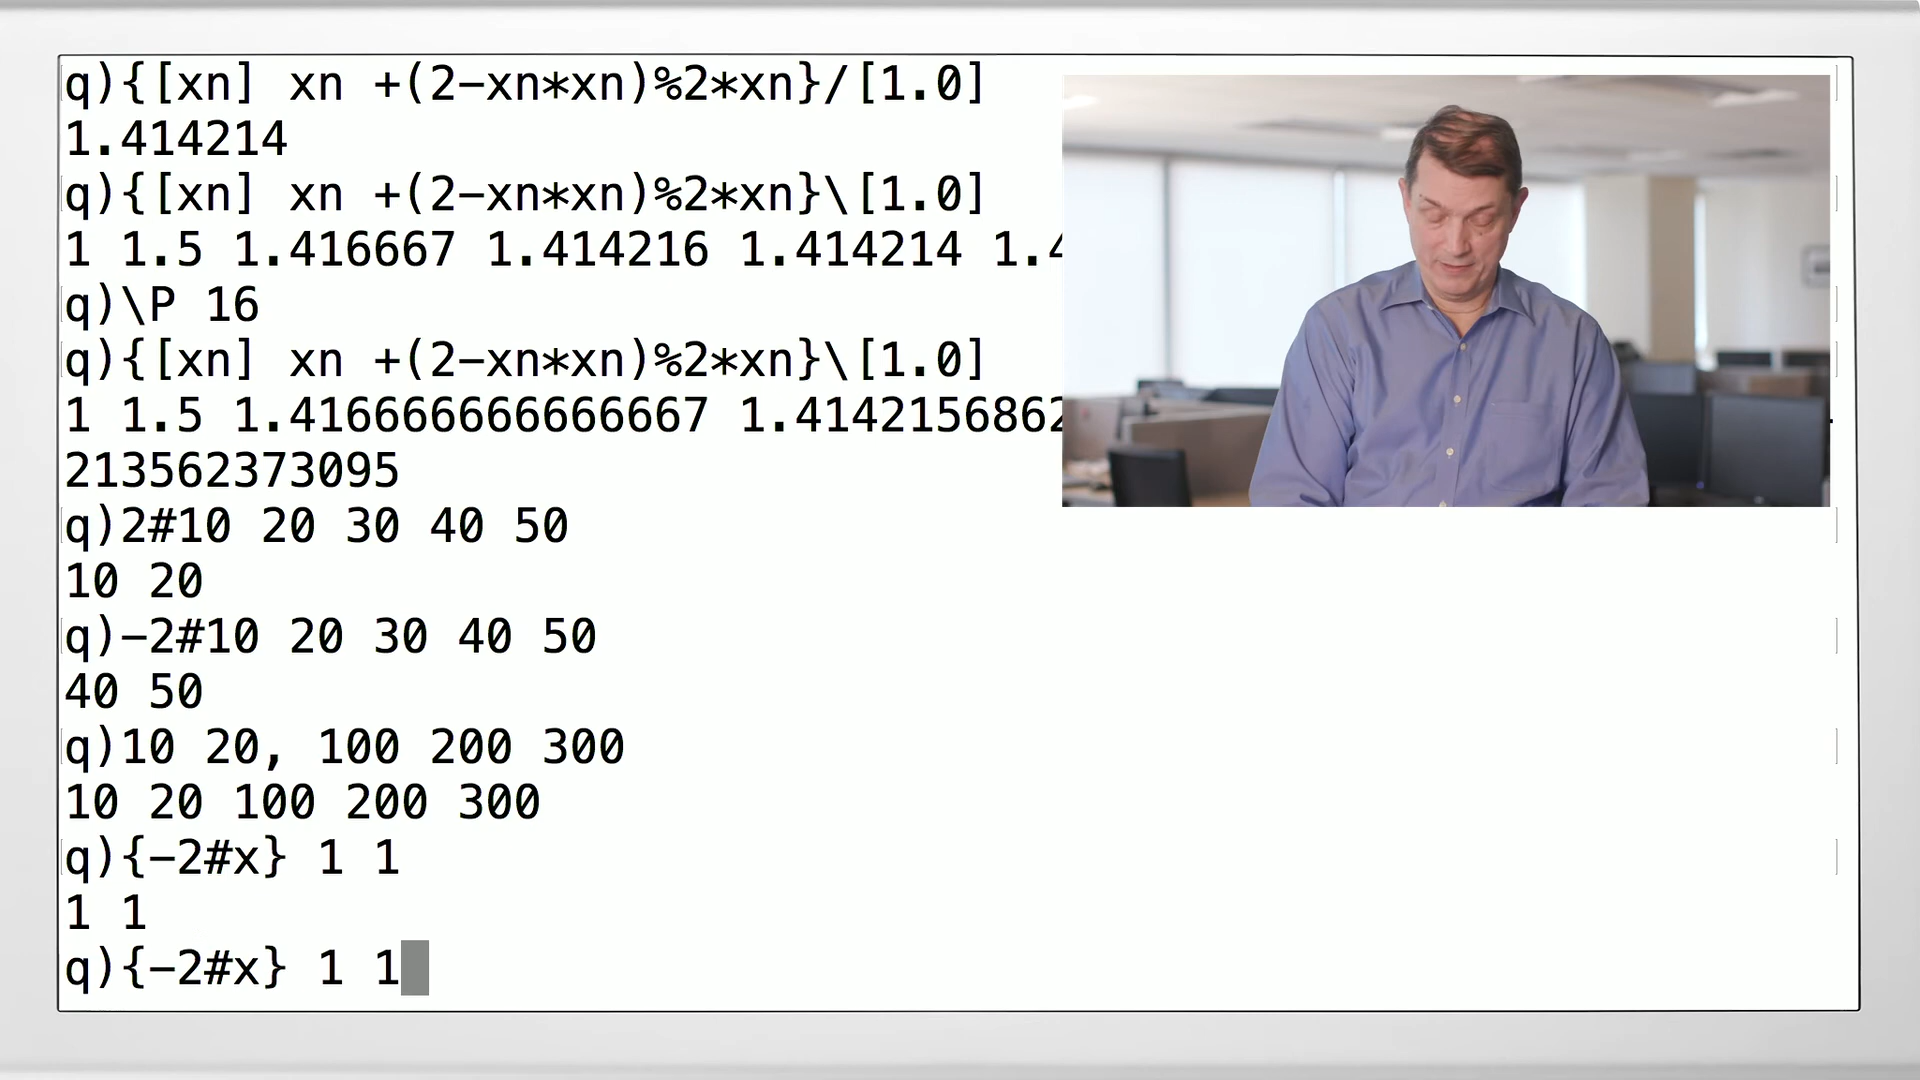 q){[xn] xn +(2-xn*xn)%2*xn}/[1.0]
1.414214
q){[xn] xn +(2-xn*xn)%2*xn}\[1.0]
1 1.5 1.416667 1.414216 1.414214 1.4
q)\P 16
q){[xn] xn +(2-xn*xn)%2*xn}\[1.0]
1 1.5 1.416666666666667 1.4142156862
213562373095
q)2#10 20 30 40 50
10 20
q)-2#10 20 30 40 50
40 50
q)10 20, 100 200 300
10 20 100 200 300
q){-2#x} 1 1
1 1
q){-2#x} 1 1